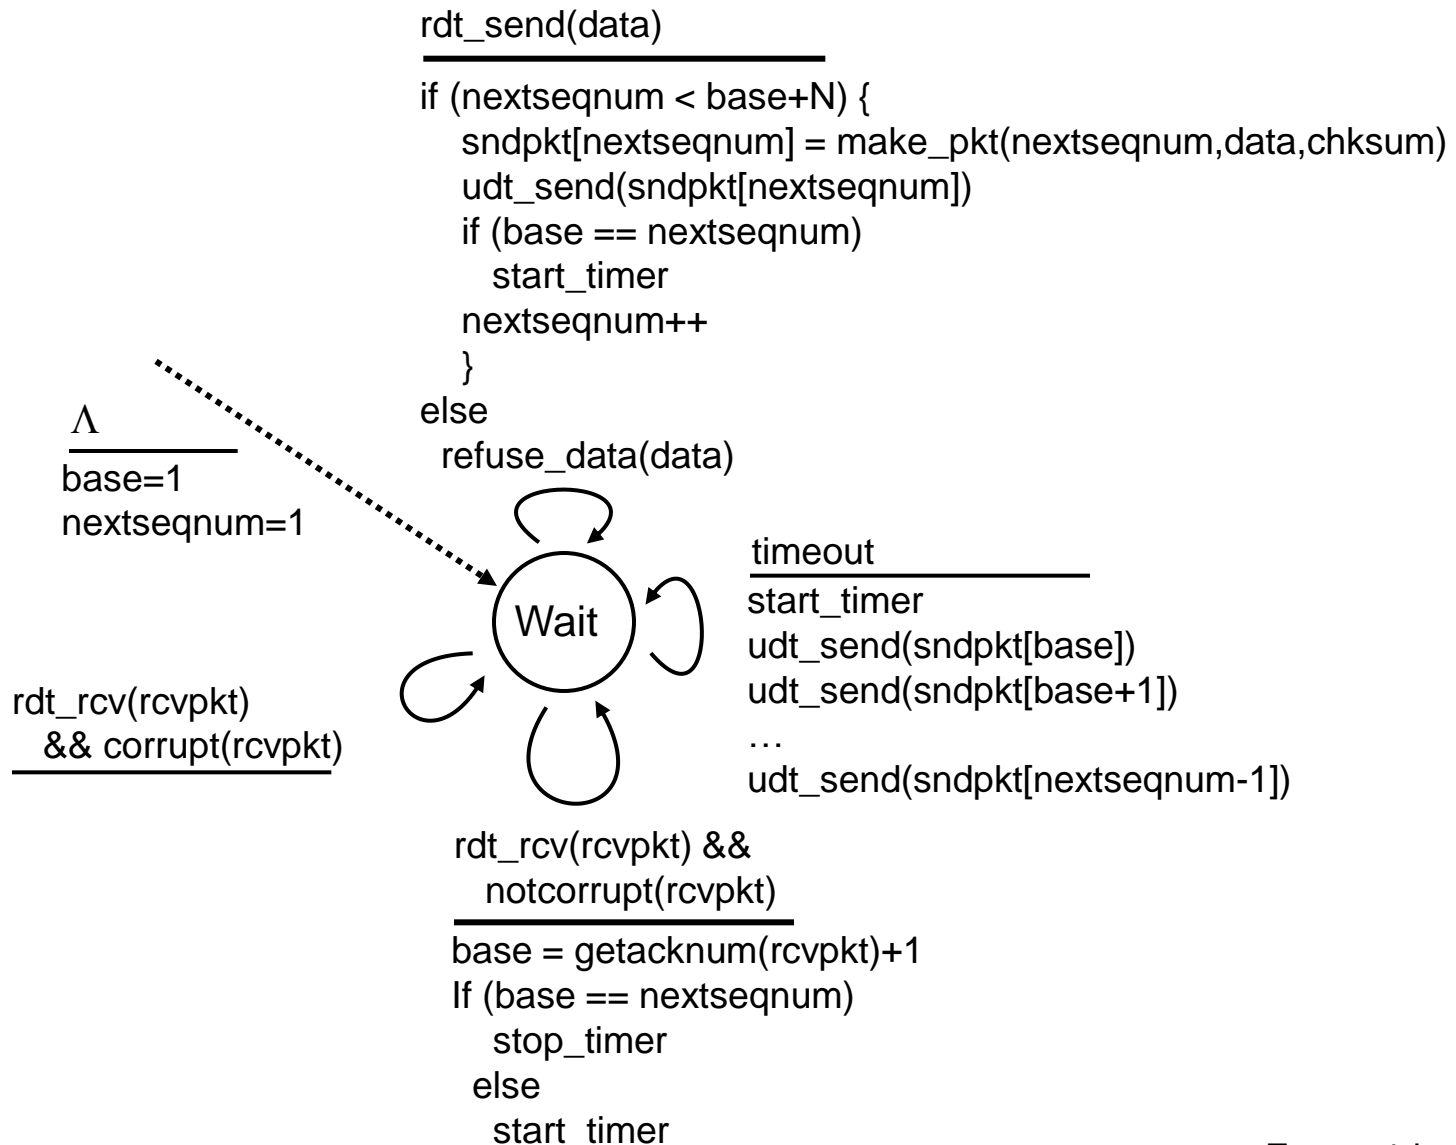 rdt_send(data)
if (nextseqnum < base+N) {
sndpkt[nextseqnum] = make_pkt(nextseqnum,data,chksum)
udt_send(sndpkt[nextseqnum])
if (base == nextseqnum)
start_timer
nextseqnum++
}
else
refuse_data(data)
Λ
base=1
nextseqnum=1
Wait
timeout
start_timer
udt_send(sndpkt[base])
udt_send(sndpkt[base+1])
…
udt_send(sndpkt[nextseqnum-1])
rdt_rcv(rcvpkt)
&& corrupt(rcvpkt)
rdt_rcv(rcvpkt) &&
notcorrupt(rcvpkt)
base = getacknum(rcvpkt)+1
If (base == nextseqnum)
stop_timer
else
start_timer